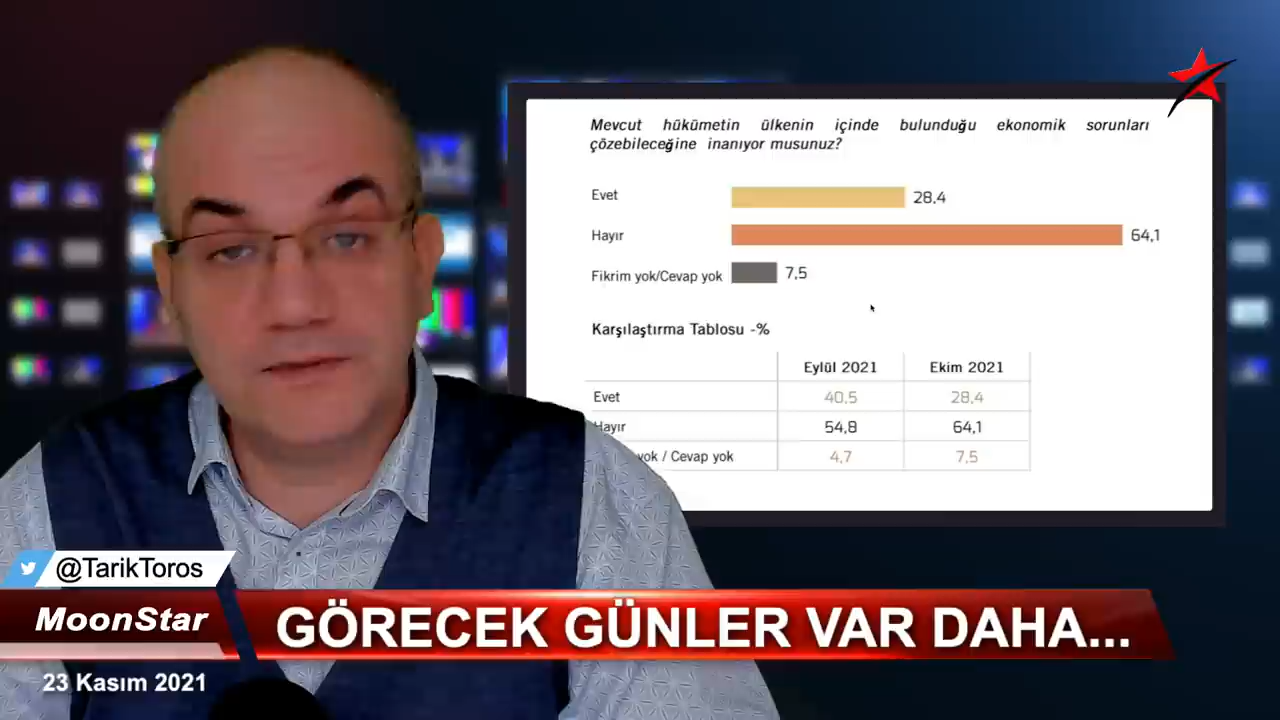 Mevcut hükümetin ülkenin içinde bulunduğu ekonomik sorunları
çözebileceğine inanıyor musunuz?
Evet 28,4
Hayır 64,1
Fikrim yok/Cevap yok 7,5
Karşılaştırma Tablosu -%
Eylül 2021 Ekim 2021
Evet 40,5 28,4
Hayır 54,8 64,1
yok / Cevap yok 4,7 7,5
@TarikToros
MoonStar
GÖRECEK GÜNLER VAR DAHA...
23 Kasım 2021